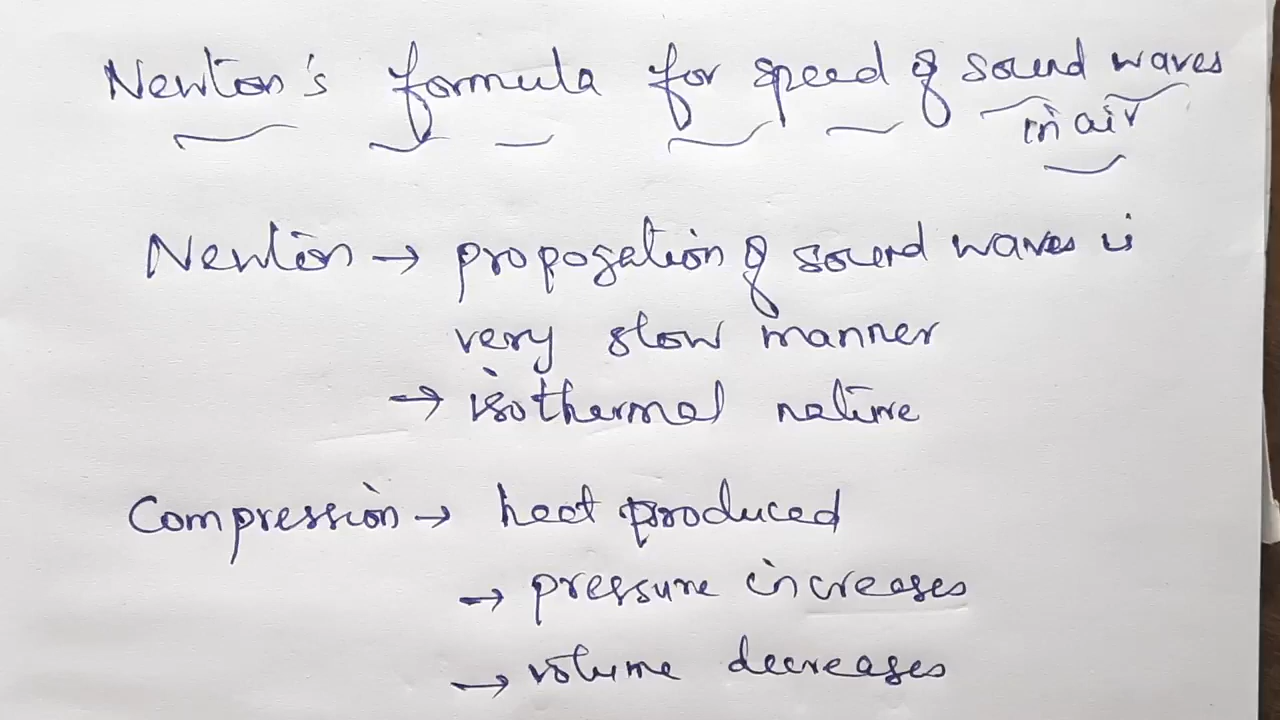 Newton's formula for speed of sound waves
in air
Newton → propogation of sound waves is
very slow manner
→ isothermal nature
Compression → heat produced
→ pressure increases
→ volume decreases